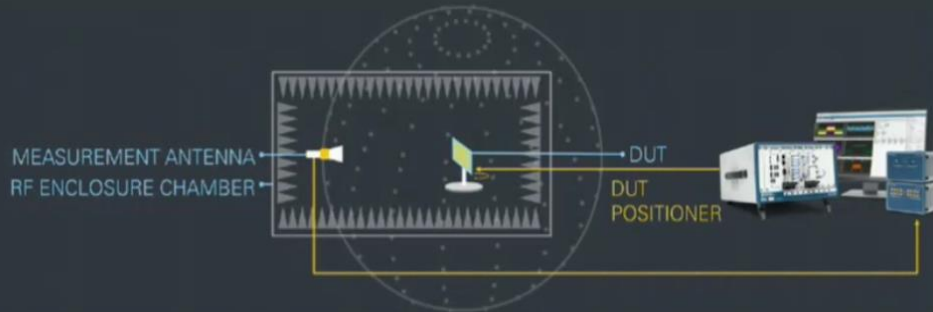 MEASUREMENT ANTENNA
RF ENCLOSURE CHAMBER
DUT
DUT
POSITIONER